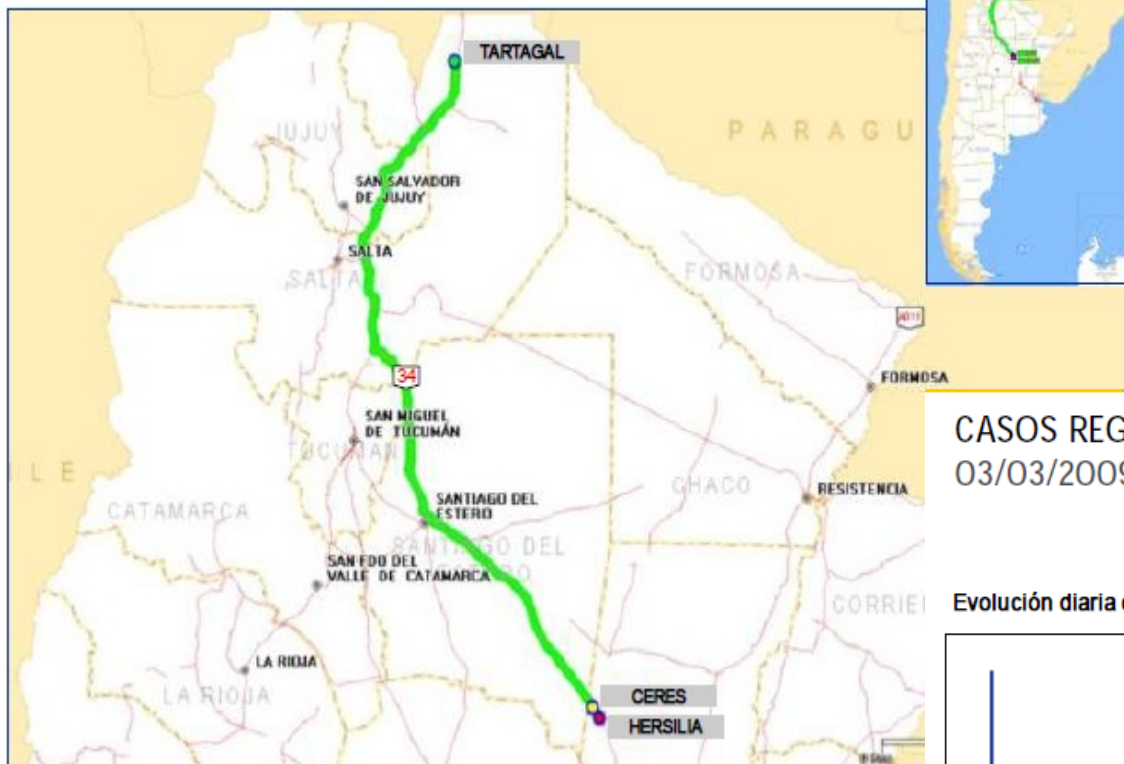 TARTAGAL
JUJUY
PARAGU
SAN SALVADOR
DE JUJUY
SALTA
SALTA
FORMOSA
34
FORMOSA
SAN MIGUEL
DE TUCUMÁN
TUCUMAN
LE
CHACO
RESISTENCIA
CATAMARCA
SANTIAGO DEL
ESTERO
SANTIAGO DEL
SAN FDO DEL
VALLE DE CATAMARCA
CORRIE
LA RIOJA
LA RIOJA
CERES
HERSILIA
CASOS REG
03/03/2009
Evolución diaria